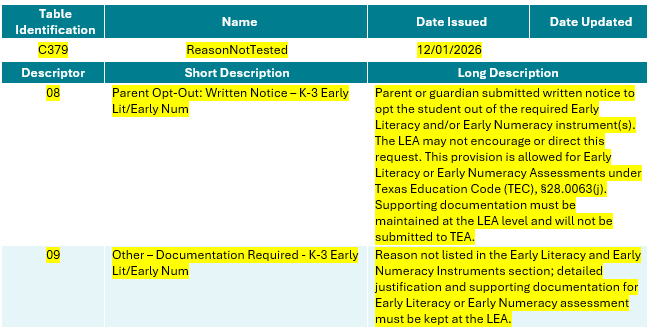 Table Identification Name Date Issued Date Updated
C379 ReasonNotTested 12/01/2026
Descriptor Short Description Long Description
08
Parent Opt-Out: Written Notice – K-3 Early
Lit/Early Num
Parent or guardian submitted written notice to
opt the student out of the required Early
Literacy and/or Early Numeracy instrument(s).
The LEA may not encourage or direct this
request. This provision is allowed for Early
Literacy or Early Numeracy Assessments under
Texas Education Code (TEC), §28.0063(j).
Supporting documentation must be
maintained at the LEA level and will not be
submitted to TEA.
09
Other – Documentation Required - K-3 Early
Lit/Early Num
Reason not listed in the Early Literacy and Early
Numeracy Instruments section; detailed
justification and supporting documentation for
Early Literacy or Early Numeracy assessment
must be kept at the LEA.